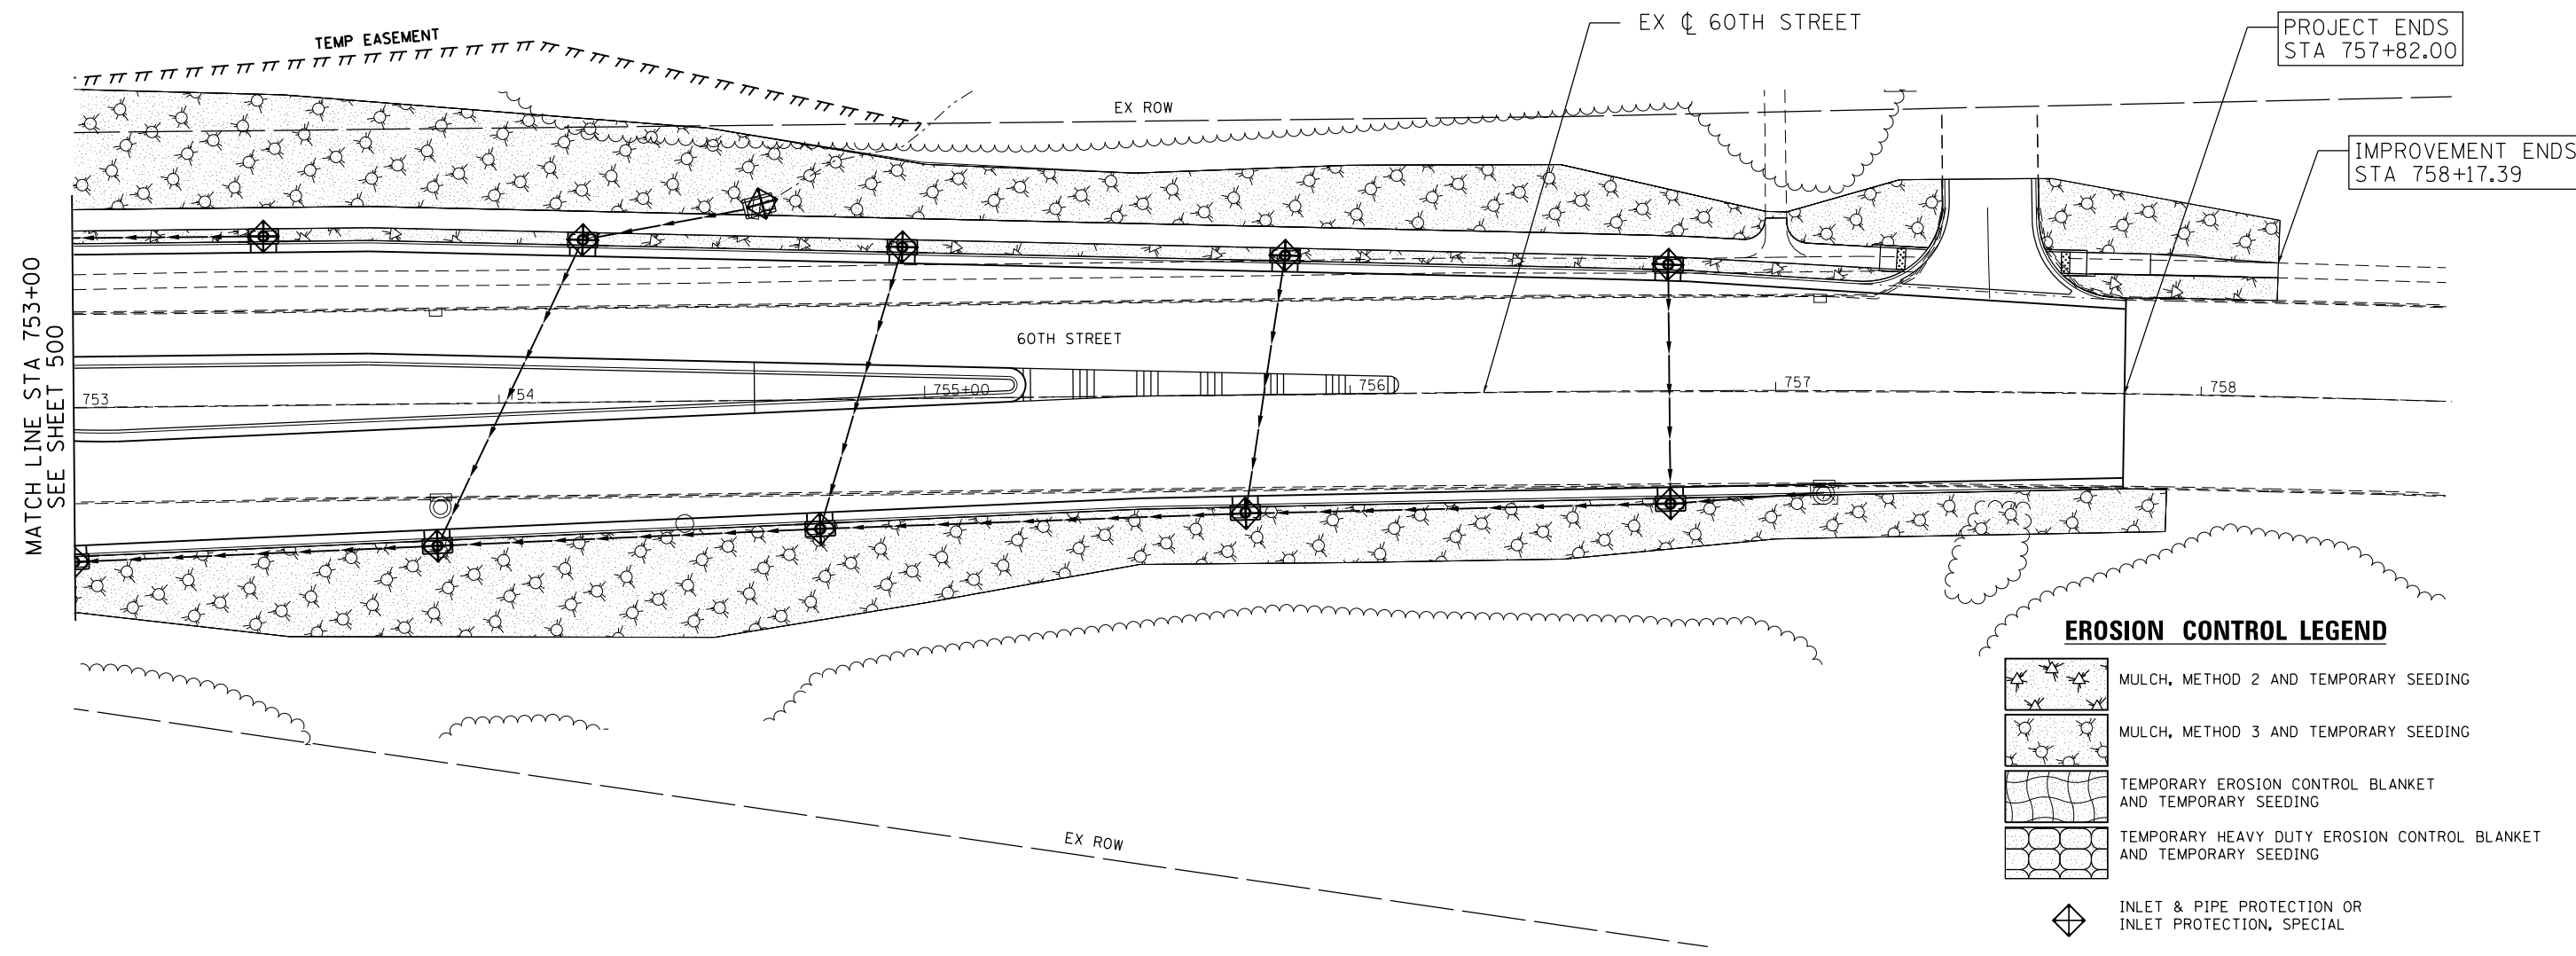 TEMP EASEMENT
EX ℄ 60TH STREET
PROJECT ENDS
STA 757+82.00
EX ROW
IMPROVEMENT ENDS
STA 758+17.39
MATCH LINE STA 753+00
SEE SHEET 500
60TH STREET
753
754
755+00
756
757
758
EX ROW
EROSION CONTROL LEGEND
MULCH, METHOD 2 AND TEMPORARY SEEDING
MULCH, METHOD 3 AND TEMPORARY SEEDING
TEMPORARY EROSION CONTROL BLANKET
AND TEMPORARY SEEDING
TEMPORARY HEAVY DUTY EROSION CONTROL BLANKET
AND TEMPORARY SEEDING
INLET & PIPE PROTECTION OR
INLET PROTECTION, SPECIAL